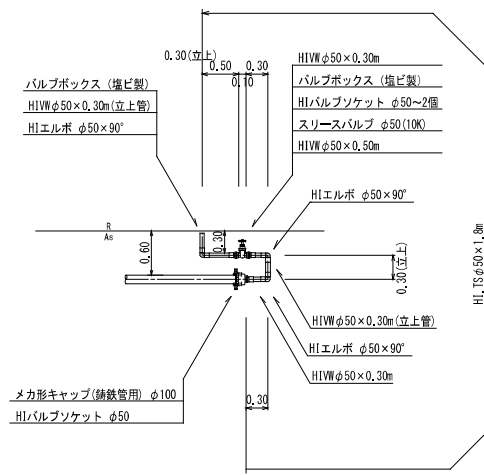 0.30(立上)
0.50
0.30
0.10
バルブボックス (塩ビ製)
HIVWφ50×0.30m(立上管)
HIエルボ φ50×90°
HIVWφ50×0.30m
バルブボックス (塩ビ製)
HIバルブソケット φ50~2個
スリースバルブ φ50(10K)
HIVWφ50×0.50m
HIエルボ φ50×90°
R
As
0.60
0.30
0.30(立上)
HI.TSφ50×1.8m
HIVWφ50×0.30m(立上管)
HIエルボ φ50×90°
HIVWφ50×0.30m
メカ形キャップ(鋳鉄管用) φ100
HIバルブソケット φ50
0.30